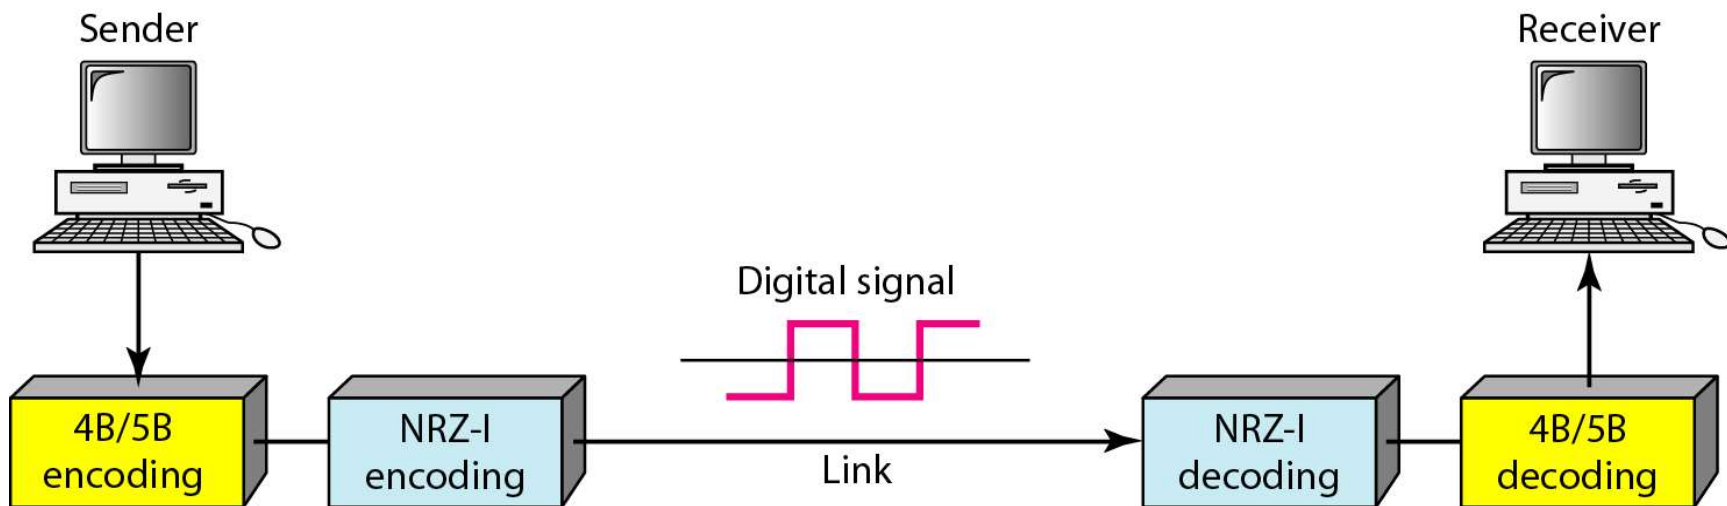 Sender
Receiver
Digital signal
4B/5B
encoding
NRZ-I
encoding
Link
NRZ-I
decoding
4B/5B
decoding